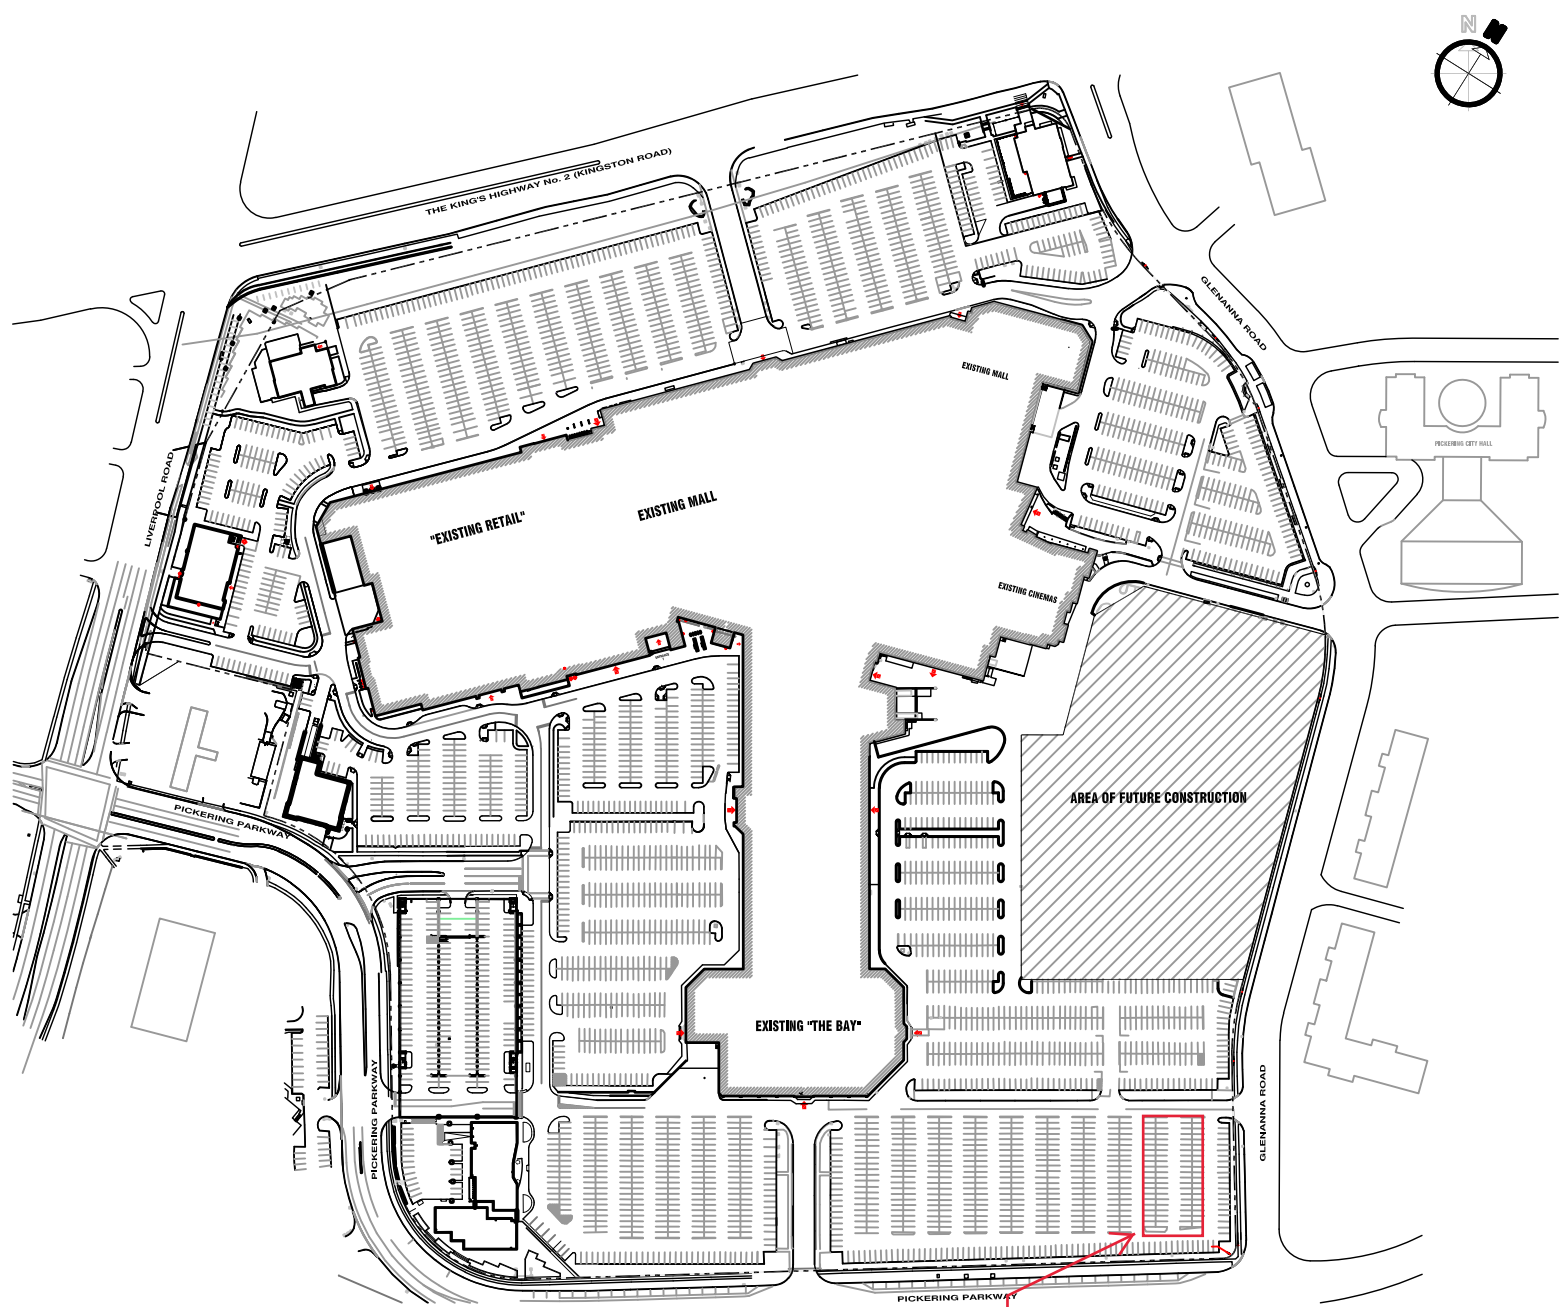 N
THE KING'S HIGHWAY No. 2 (KINGSTON ROAD)
GLENANNA ROAD
EXISTING MALL
PICKERING CITY HALL
LIVERPOOL ROAD
"EXISTING RETAIL"
EXISTING MALL
EXISTING CINEMAS
AREA OF FUTURE CONSTRUCTION
PICKERING PARKWAY
EXISTING "THE BAY"
PICKERING PARKWAY
GLENANNA ROAD
PICKERING PARKWAY